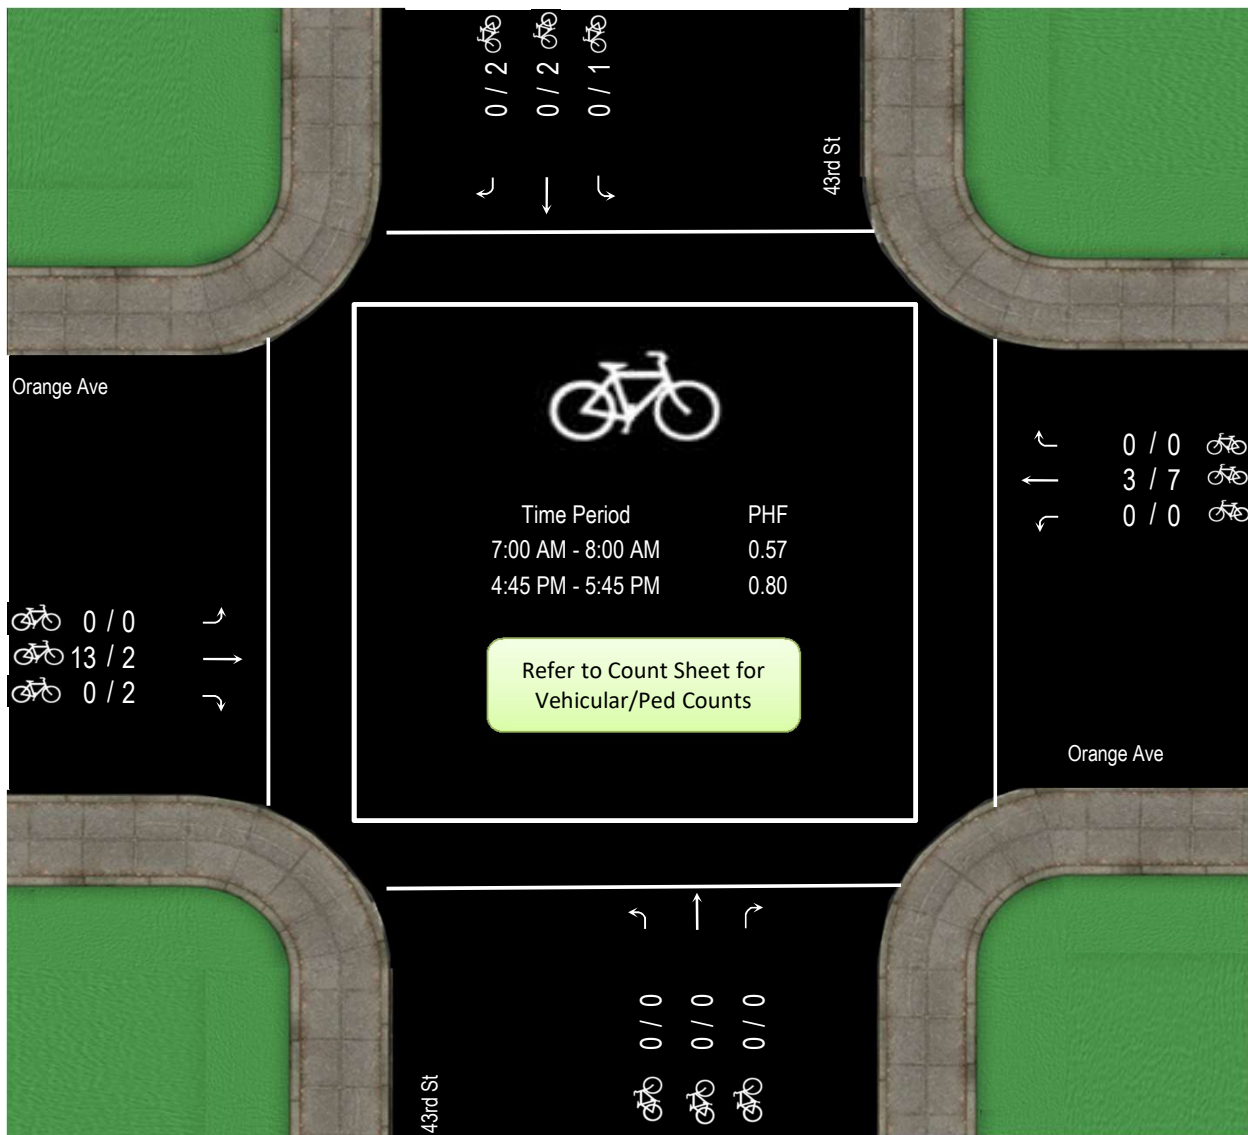 0 / 2
0 / 2
0 / 1
43rd St
Orange Ave
0 / 0
3 / 7
0 / 0
Time Period PHF
7:00 AM - 8:00 AM 0.57
4:45 PM - 5:45 PM 0.80
0 / 0
13 / 2
0 / 2
Refer to Count Sheet for
Vehicular/Ped Counts
Orange Ave
0 / 0
0 / 0
0 / 0
43rd St